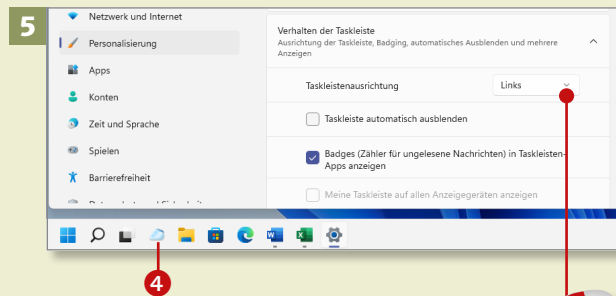 5
Netzwerk und Internet
Personalisierung
Apps
Konten
Zeit und Sprache
Spielen
Barrierefreiheit
Verhalten der Taskleiste
Ausrichtung der Taskleiste, Badging, automatisches Ausblenden und mehrere
Anzeigen
Taskleistenausrichtung
Links
Taskleiste automatisch ausblenden
Badges (Zähler für ungelesene Nachrichten) in Taskleisten-
Apps anzeigen
Meine Taskleiste auf allen Anzeigegeräten anzeigen
4